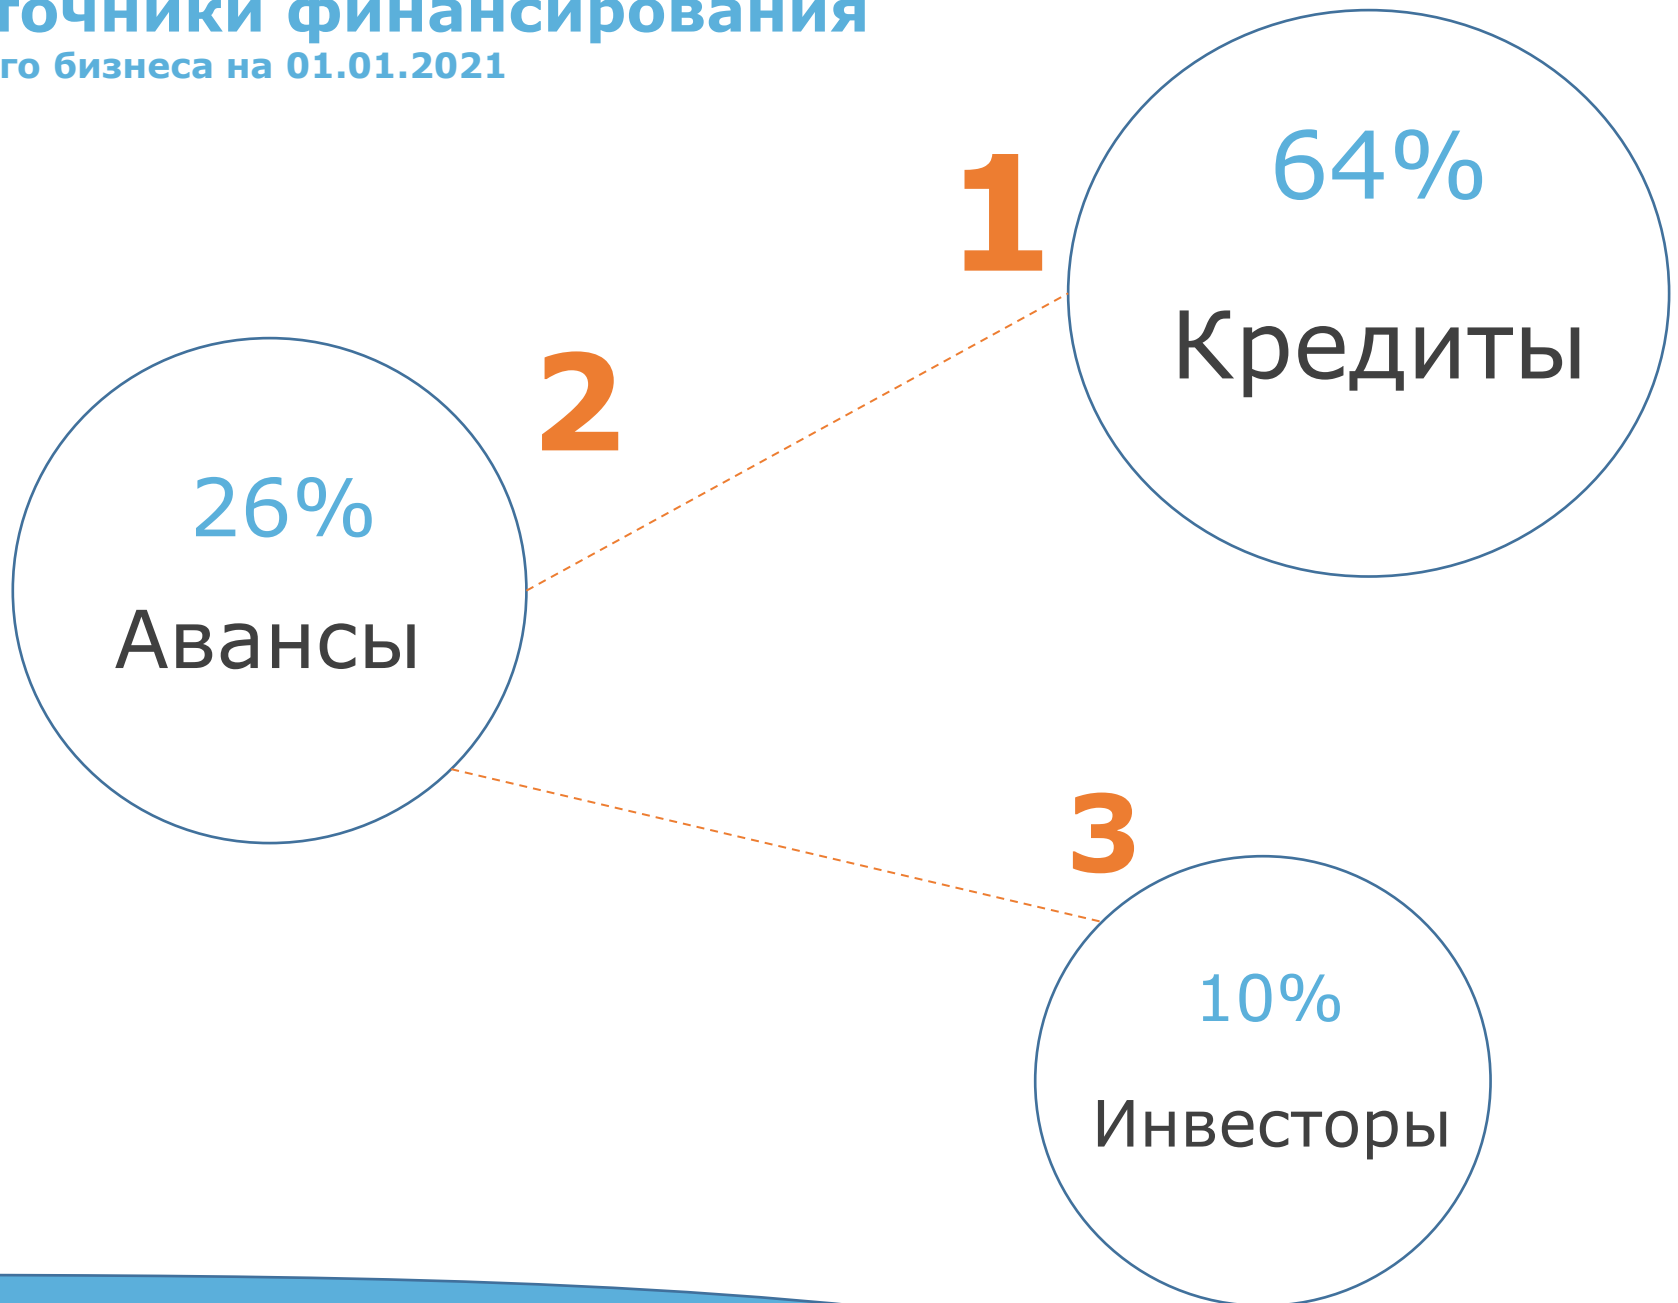 точники финансирования
го бизнеса на 01.01.2021
1
64%
Кредиты
2
26%
Авансы
3
10%
Инвесторы